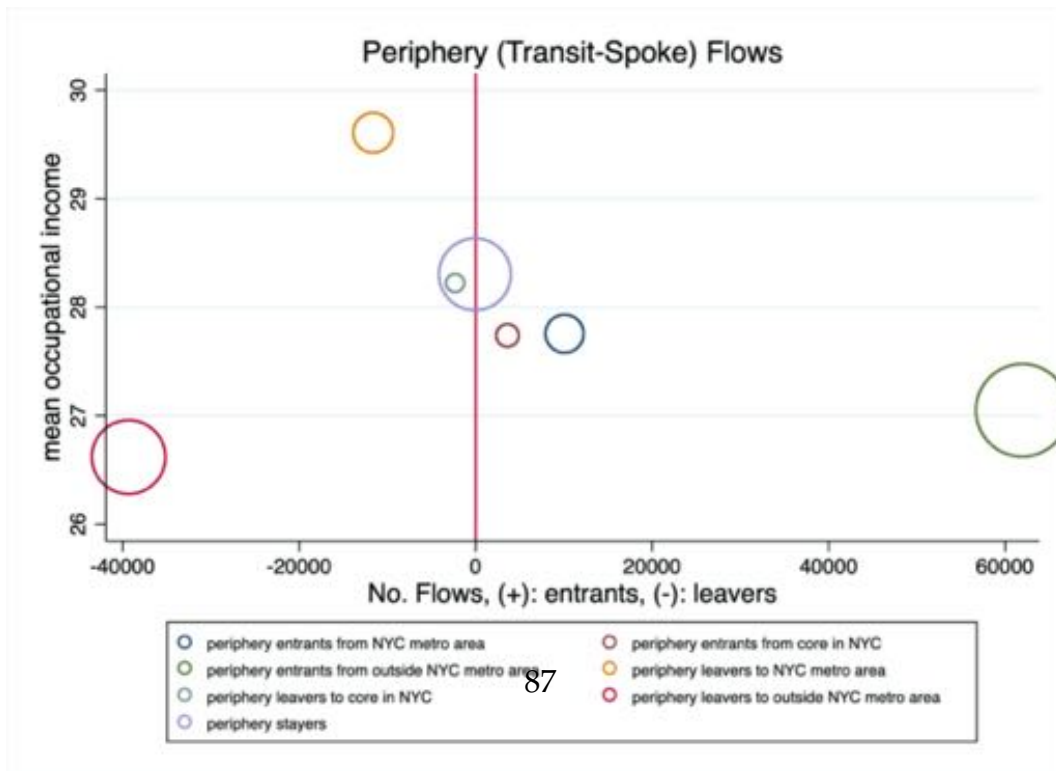 Periphery (Transit-Spoke) Flows
mean occupational income
30
29
28
27
26
-40000 -20000 0 20000 40000 60000
No. Flows, (+): entrants, (-): leavers
periphery entrants from NYC metro area periphery entrants from core in NYC
periphery entrants from outside NYC metro area periphery leavers to NYC metro area
87
periphery leavers to core in NYC periphery leavers to outside NYC metro area
periphery stayers